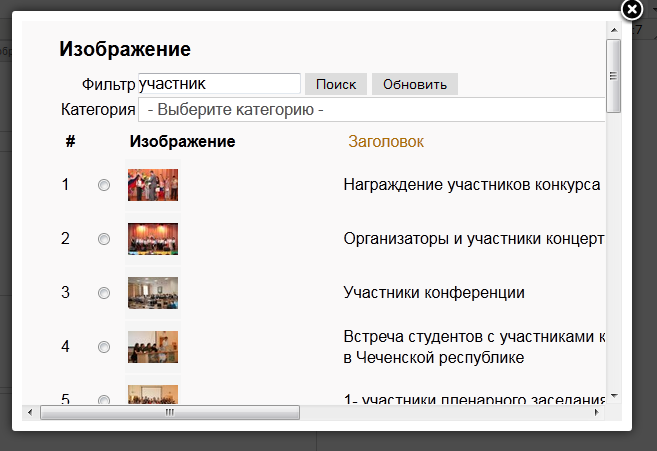 27
Изображение
Фильтр участник Поиск Обновить
Категория - Выберите категорию -
# Изображение Заголовок
1 Награждение участников конкурса
2 Организаторы и участники концерт
3 Участники конференции
4 Встреча студентов с участниками к
в Чеченской республике
5 1- участники пленарного заседания